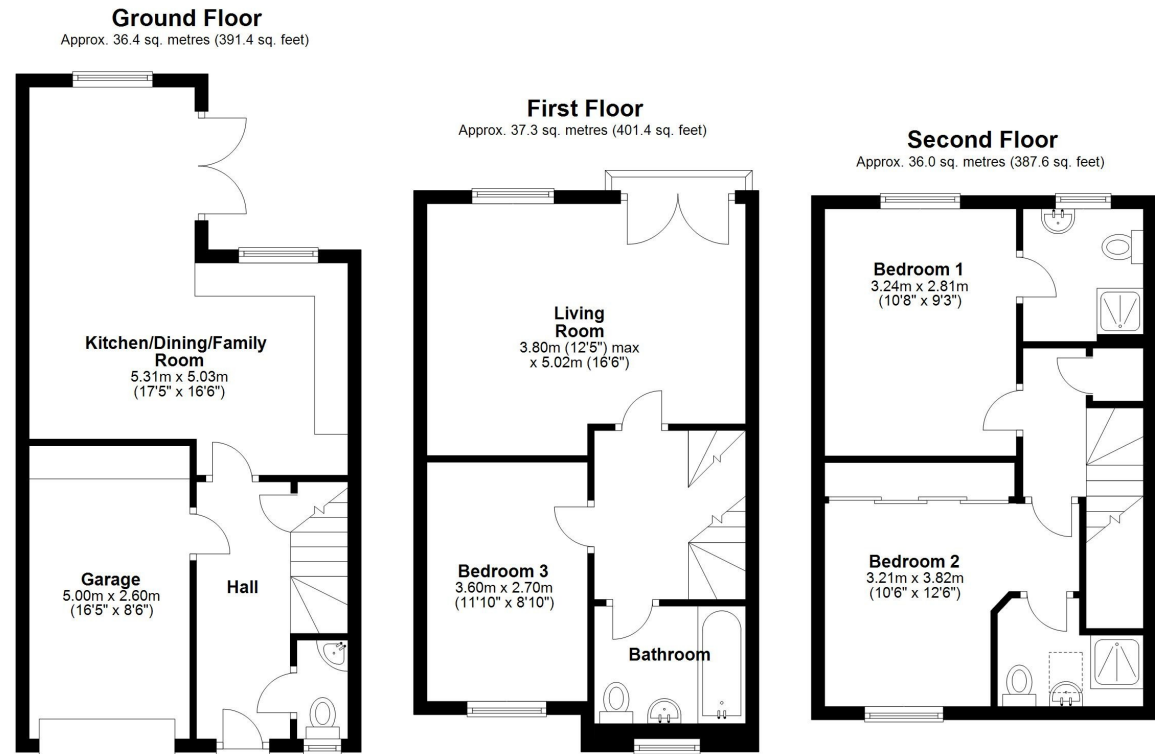 Ground Floor
Approx. 36.4 sq. metres (391.4 sq. feet)
Kitchen/Dining/Family
Room
5.31m x 5.03m
(17'5" x 16'6")
Garage
5.00m x 2.60m
(16'5" x 8'6")
Hall
First Floor
Approx. 37.3 sq. metres (401.4 sq. feet)
Living
Room
3.80m (12'5") max
x 5.02m (16'6")
Bedroom 3
3.60m x 2.70m
(11'10" x 8'10")
Bathroom
Second Floor
Approx. 36.0 sq. metres (387.6 sq. feet)
Bedroom 1
3.24m x 2.81m
(10'8" x 9'3")
Bedroom 2
3.21m x 3.82m
(10'6" x 12'6")